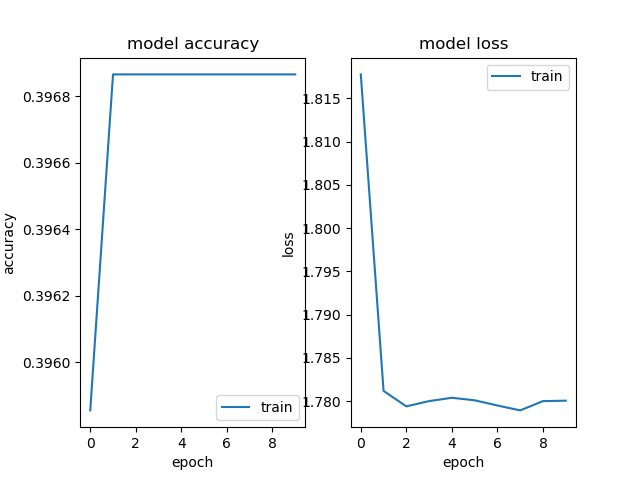 model accuracy
0.3968
0.3966
0.3964
0.3962
0.3960
accuracy
0
2
4
6
8
epoch
train
model loss
train
1.815
1.810
1.805
1.800
1.795
1.790
1.785
1.780
loss
0
2
4
6
8
epoch